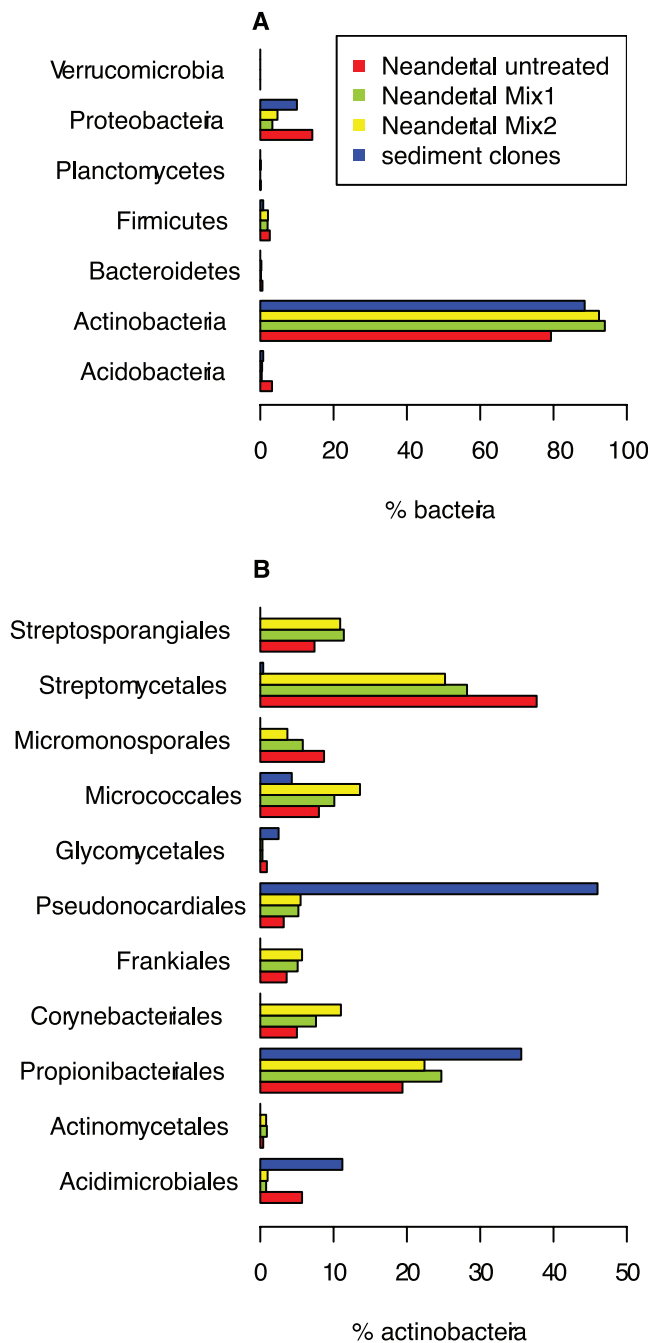 A
Neandertal untreated
Neandertal Mix1
Neandertal Mix2
sediment clones
Verrucomicrobia
Proteobacteria
Planctomycetes
Firmicutes
Bacteroidetes
Actinobacteria
Acidobacteria
0 20 40 60 80 100
% bacteria
B
Streptosporangiales
Streptomycetales
Micromonosporales
Micrococcales
Glycomycetales
Pseudonocardiales
Frankiales
Corynebacteriales
Propionibacteriales
Actinomycetales
Acidimicrobiales
0 10 20 30 40 50
% actinobacteria